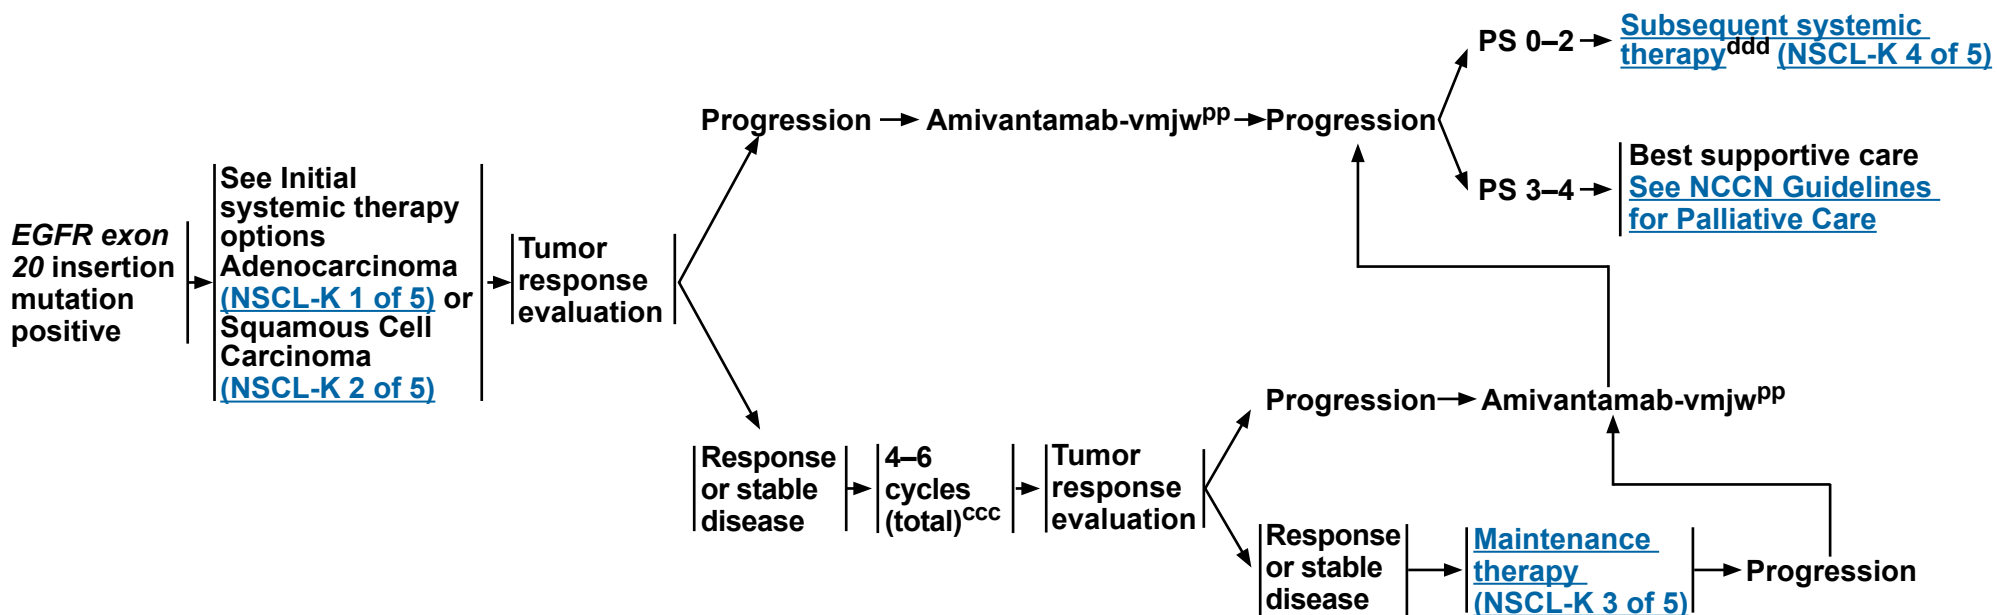 EGFR exon
20 insertion
mutation
positive
See Initial
systemic therapy
options
Adenocarcinoma
(NSCL-K 1 of 5) or
Squamous Cell
Carcinoma
(NSCL-K 2 of 5)
Tumor
response
evaluation
Progression
Amivantamab-vmjwpp
Progression
PS 0–2
Subsequent systemic
therapyddd (NSCL-K 4 of 5)
PS 3–4
Best supportive care
See NCCN Guidelines
for Palliative Care
Response
or stable
disease
4–6
cycles
(total)ccc
Tumor
response
evaluation
Progression
Amivantamab-vmjwpp
Response
or stable
disease
Maintenance
therapy
(NSCL-K 3 of 5)
Progression